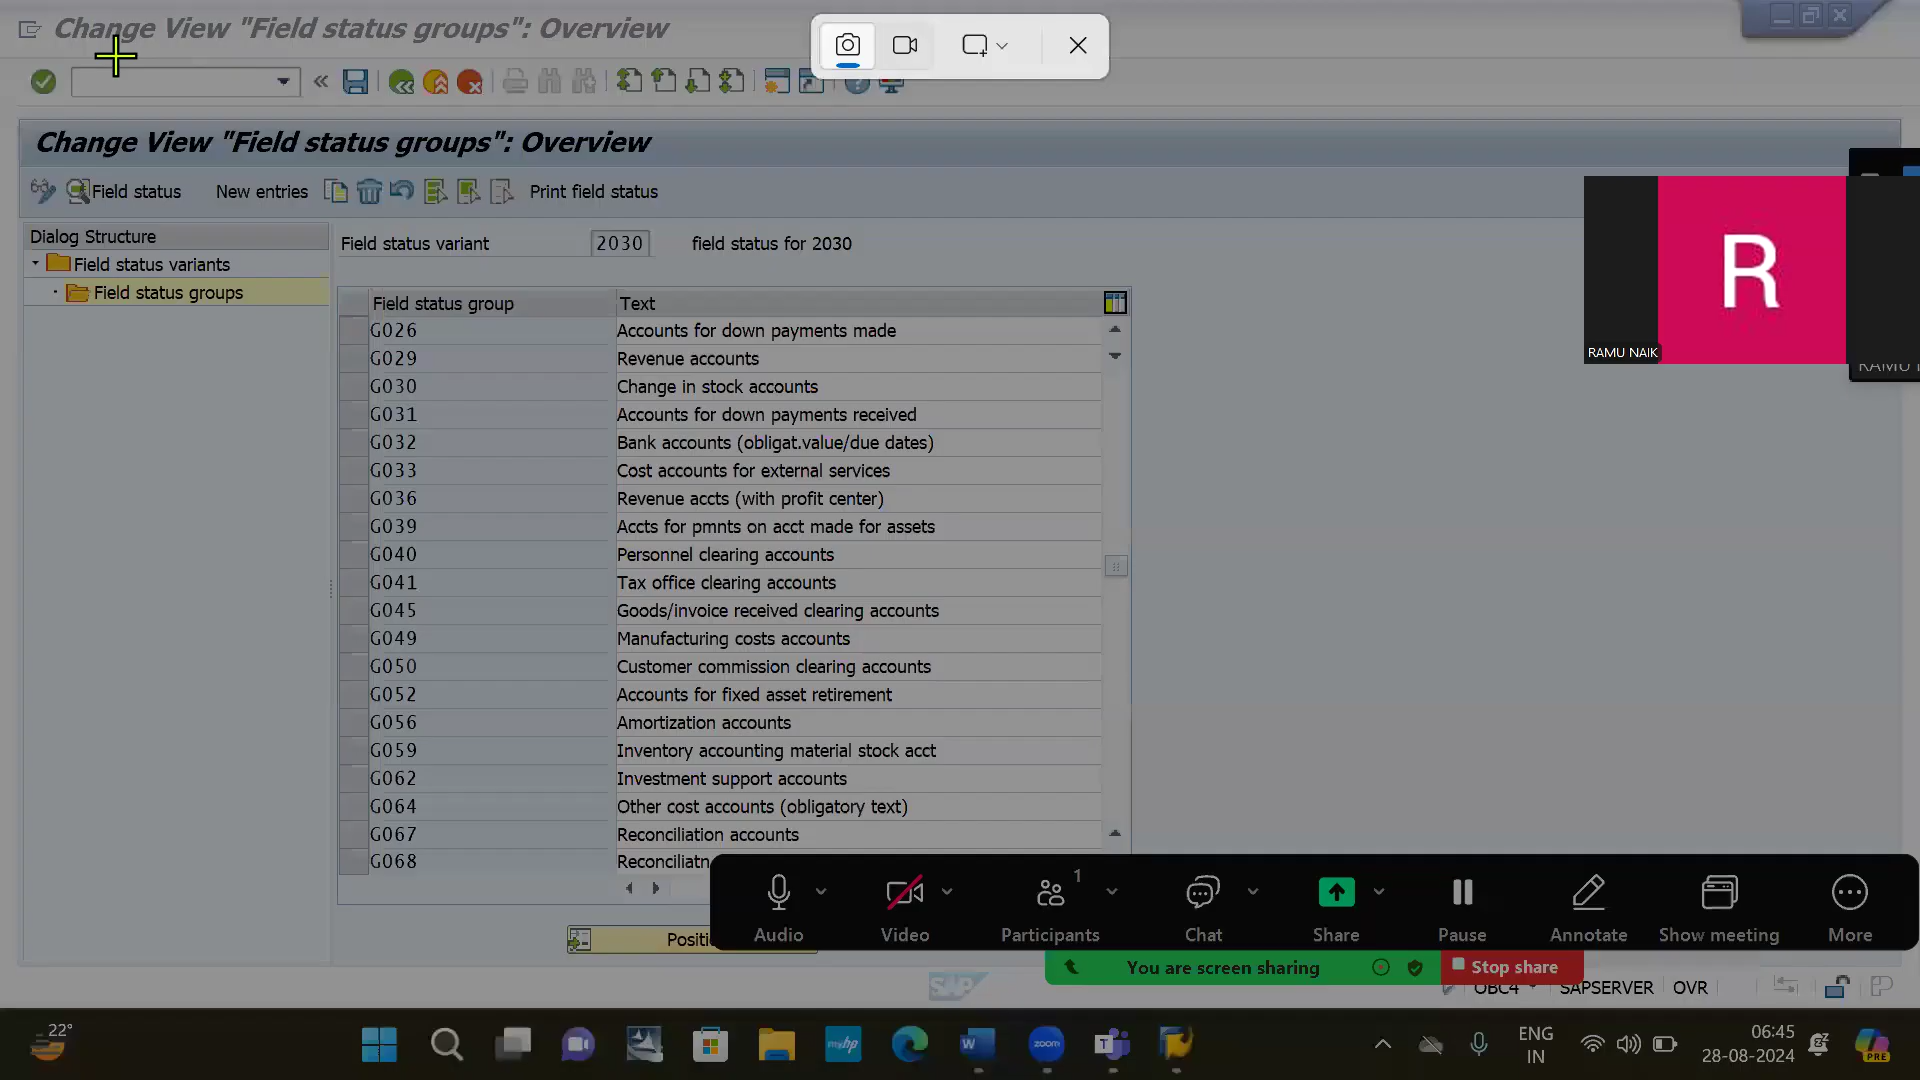 Change View "Field status groups": Overview
Change View "Field status groups": Overview
Field status
New entries
Print field status
Dialog Structure
Field status variants
Field status groups
Field status variant 2030 field status for 2030
Field status group Text
G026 Accounts for down payments made
G029 Revenue accounts
G030 Change in stock accounts
G031 Accounts for down payments received
G032 Bank accounts (obligat.value/due dates)
G033 Cost accounts for external services
G036 Revenue accts (with profit center)
G039 Accts for pmnts on acct made for assets
G040 Personnel clearing accounts
G041 Tax office clearing accounts
G045 Goods/invoice received clearing accounts
G049 Manufacturing costs accounts
G050 Customer commission clearing accounts
G052 Accounts for fixed asset retirement
G056 Amortization accounts
G059 Inventory accounting material stock acct
G062 Investment support accounts
G064 Other cost accounts (obligatory text)
G067 Reconciliation accounts
G068 Reconciliatn
Positi
R
RAMU NAIK
RAMU
1
Audio Video Participants Chat Share Pause Annotate Show meeting More
You are screen sharing
Stop share
SAP
OBC4 SAPSERVER OVR
22°
myhp
W
zoom
T
ENG
IN
06:45
28-08-2024
PRE